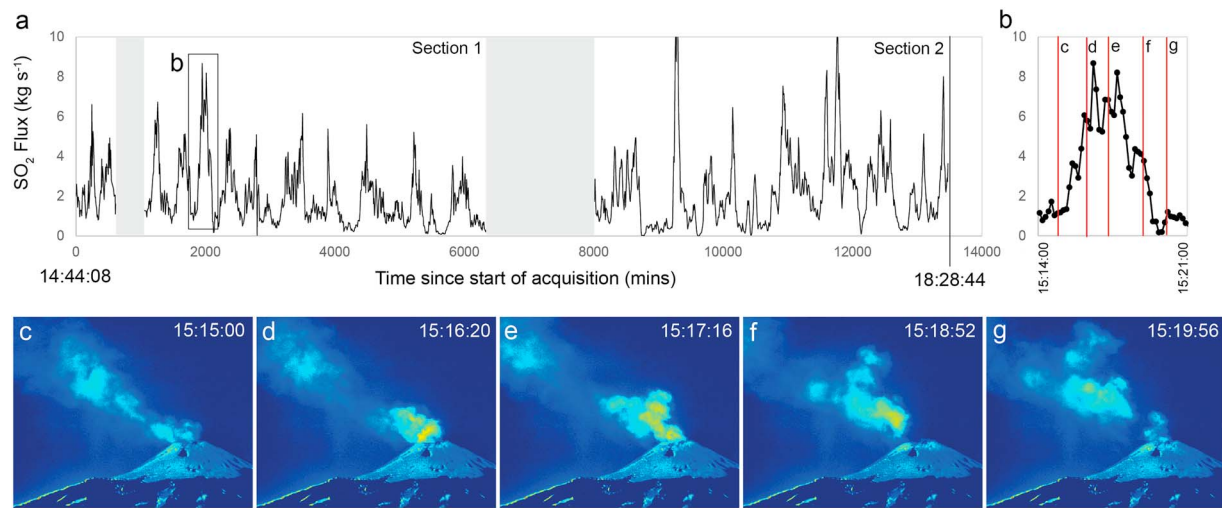 a
SO2 Flux (kg s-1)
10
8
6
4
2
0
b
Section 1
Section 2
0 2000 4000 6000 8000 10000 12000 14000
14:44:08
Time since start of acquisition (mins)
18:28:44
b
10
8
6
4
2
0
c d e f g
15:14:00
15:21:00
c 15:15:00
d 15:16:20
e 15:17:16
f 15:18:52
g 15:19:56